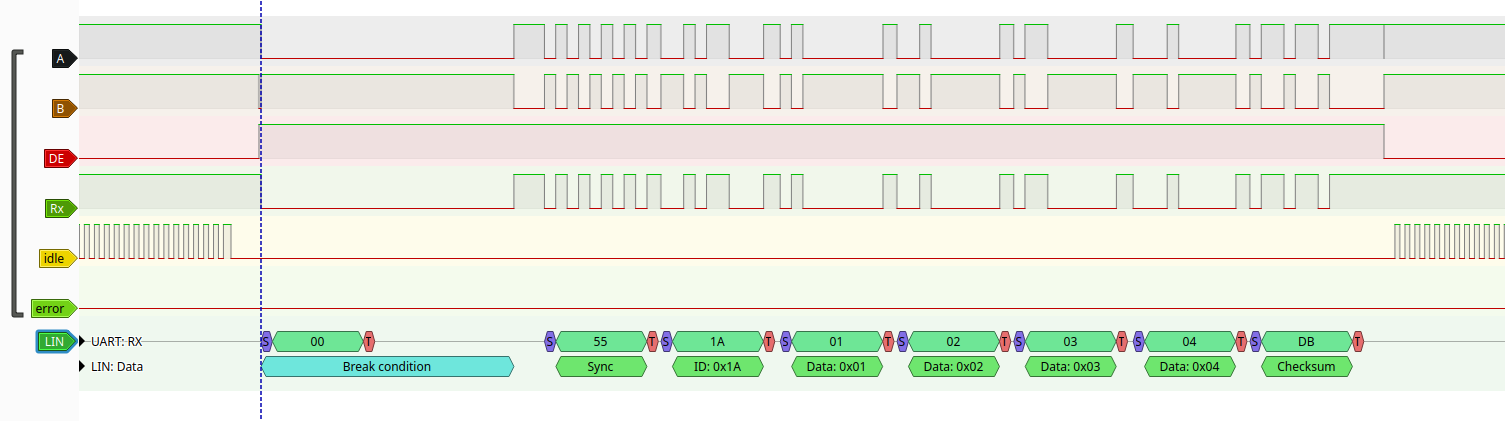 A
B
DE
Rx
idle
error
LIN UART: RX S 00 T S 55 T S 1A T S 01 T S 02 T S 03 T S 04 T S DB T
LIN: Data Break condition Sync ID: 0x1A Data: 0x01 Data: 0x02 Data: 0x03 Data: 0x04 Checksum